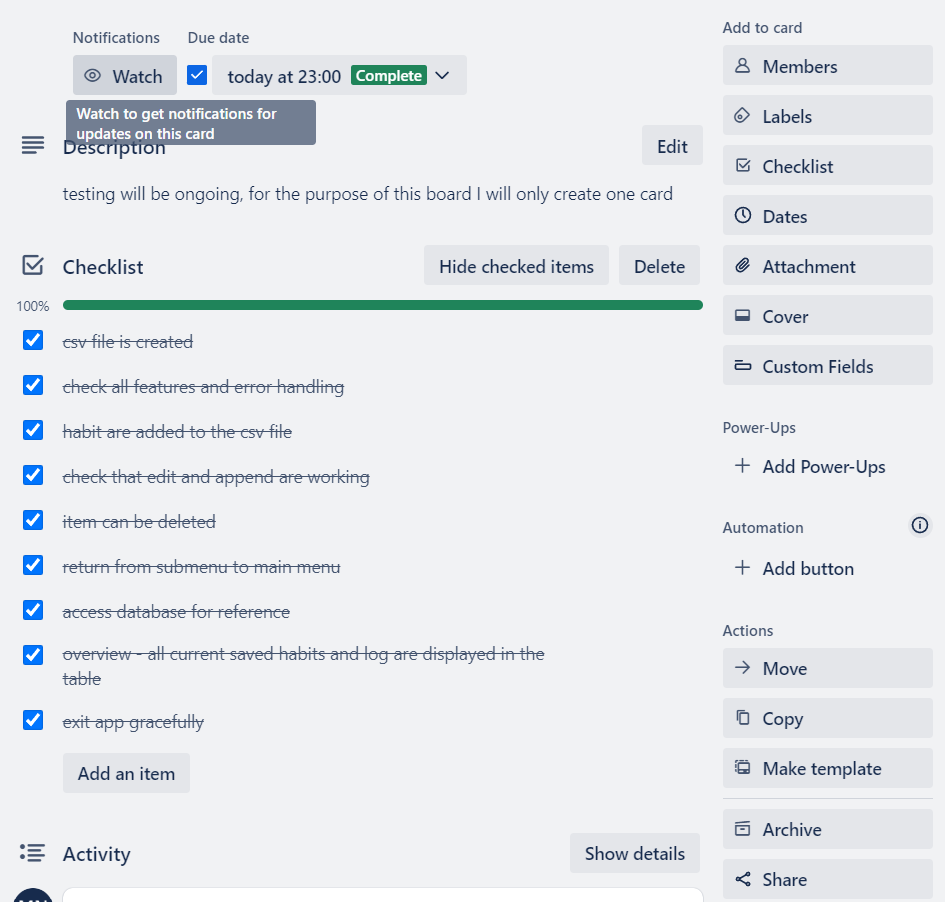 Notifications
Due date
Watch
today at 23:00 Complete
Watch to get notifications for
updates on this card
Description
Edit
testing will be ongoing, for the purpose of this board I will only create one card
Checklist
Hide checked items
Delete
100%
csv file is created
check all features and error handling
habit are added to the csv file
check that edit and append are working
item can be deleted
return from submenu to main menu
access database for reference
overview - all current saved habits and log are displayed in the
table
exit app gracefully
Add an item
Activity
Show details
Add to card
Members
Labels
Checklist
Dates
Attachment
Cover
Custom Fields
Power-Ups
Add Power-Ups
Automation
Add button
Actions
Move
Copy
Make template
Archive
Share